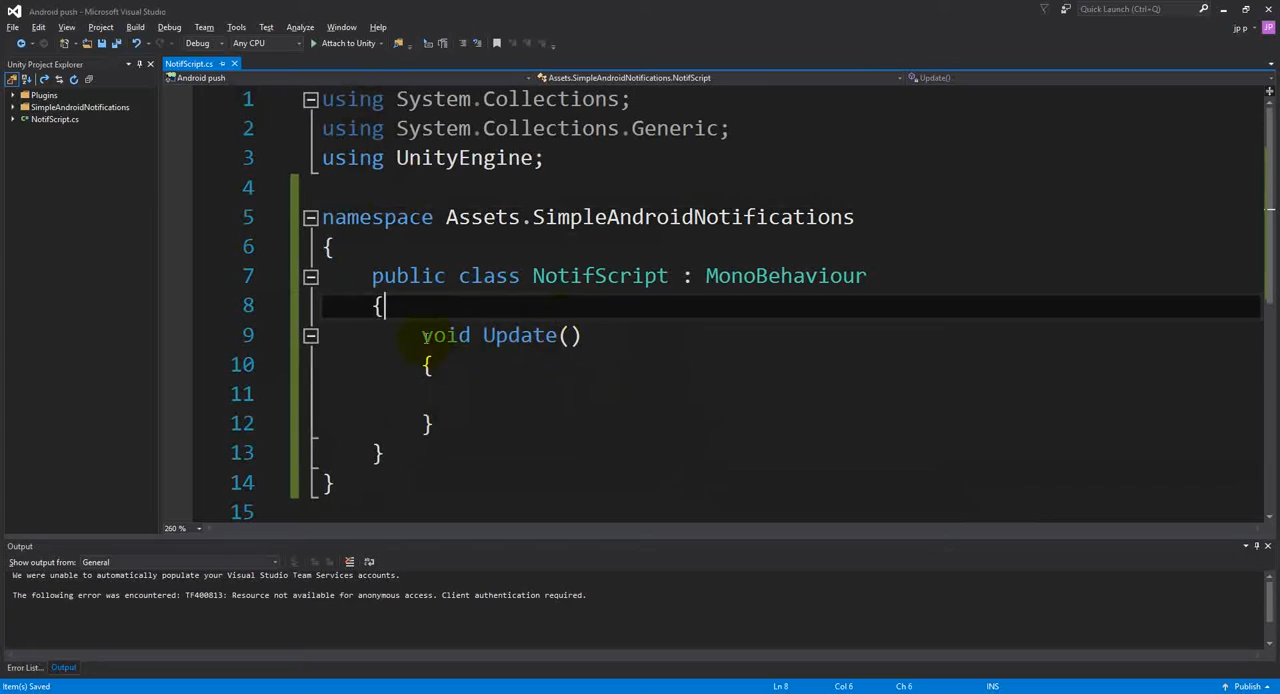 Android push - Microsoft Visual Studio
Quick Launch (Ctrl+Q)
File Edit View Project Build Debug Team Tools Test Analyze Window Help
jp p JP
Debug Any CPU Attach to Unity
Unity Project Explorer
NotifScript.cs
Android push Assets.SimpleAndroidNotifications.NotifScript Update()
Plugins
SimpleAndroidNotifications
NotifScript.cs
1 using System.Collections;
2 using System.Collections.Generic;
3 using UnityEngine;
4
5 namespace Assets.SimpleAndroidNotifications
6 {
7 public class NotifScript : MonoBehaviour
8 {
9 void Update()
10 {
11
12 }
13 }
14 }
15
260 %
Output
Show output from: General
We were unable to automatically populate your Visual Studio Team Services accounts.
The following error was encountered: TF400813: Resource not available for anonymous access. Client authentication required.
Error List... Output
Item(s) Saved Ln 8 Col 6 Ch 6 INS Publish